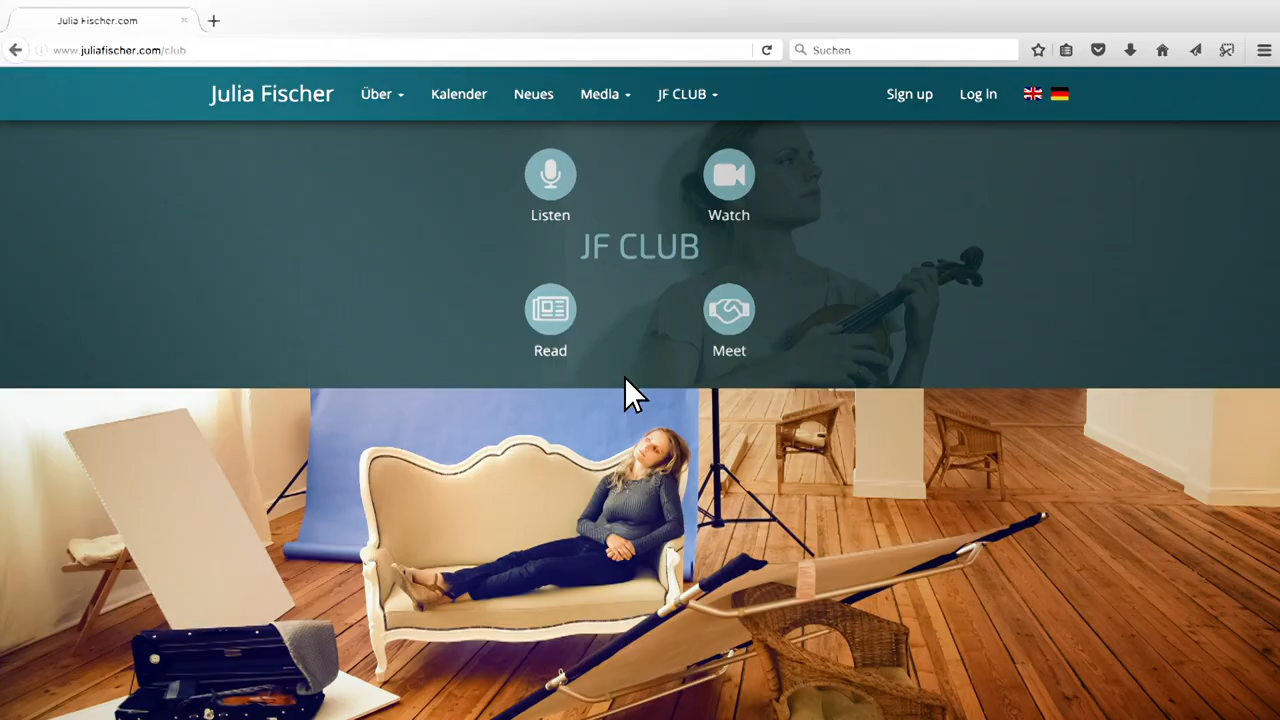 Julia Fischer.com
www.juliafischer.com/club
Suchen
Julia Fischer
Über
Kalender
Neues
Media
JF CLUB
Sign up
Log in
Listen
Watch
JF CLUB
Read
Meet